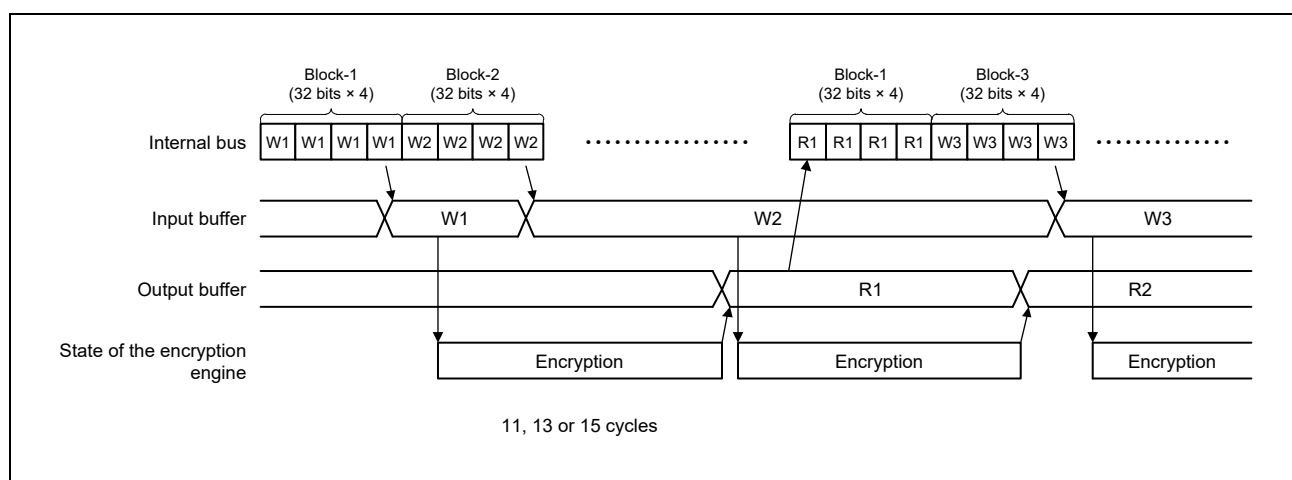 Block-1
(32 bits × 4)
Block-2
(32 bits × 4)
Block-1
(32 bits × 4)
Block-3
(32 bits × 4)
Internal bus
W1 W1 W1 W1 W2 W2 W2 W2 R1 R1 R1 R1 W3 W3 W3 W3
Input buffer W1 W2 W3
Output buffer R1 R2
State of the encryption
engine
Encryption Encryption Encryption
11, 13 or 15 cycles